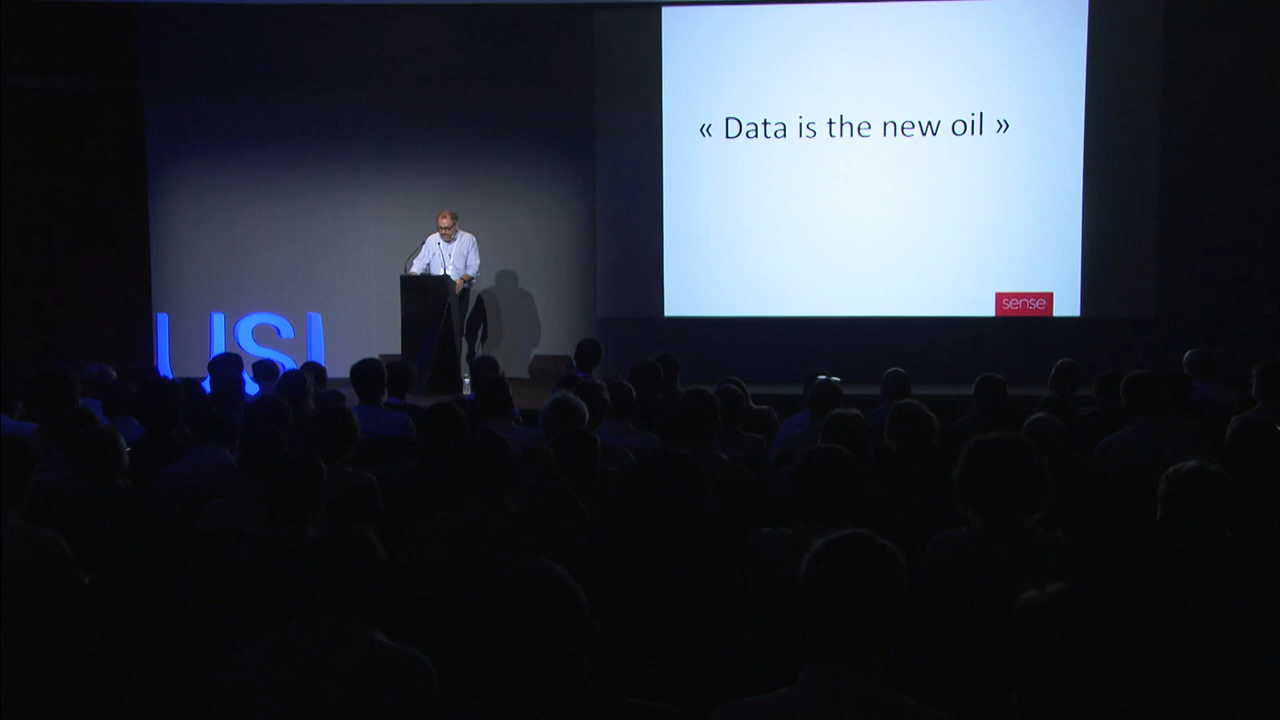 « Data is the new oil »
sense
USI